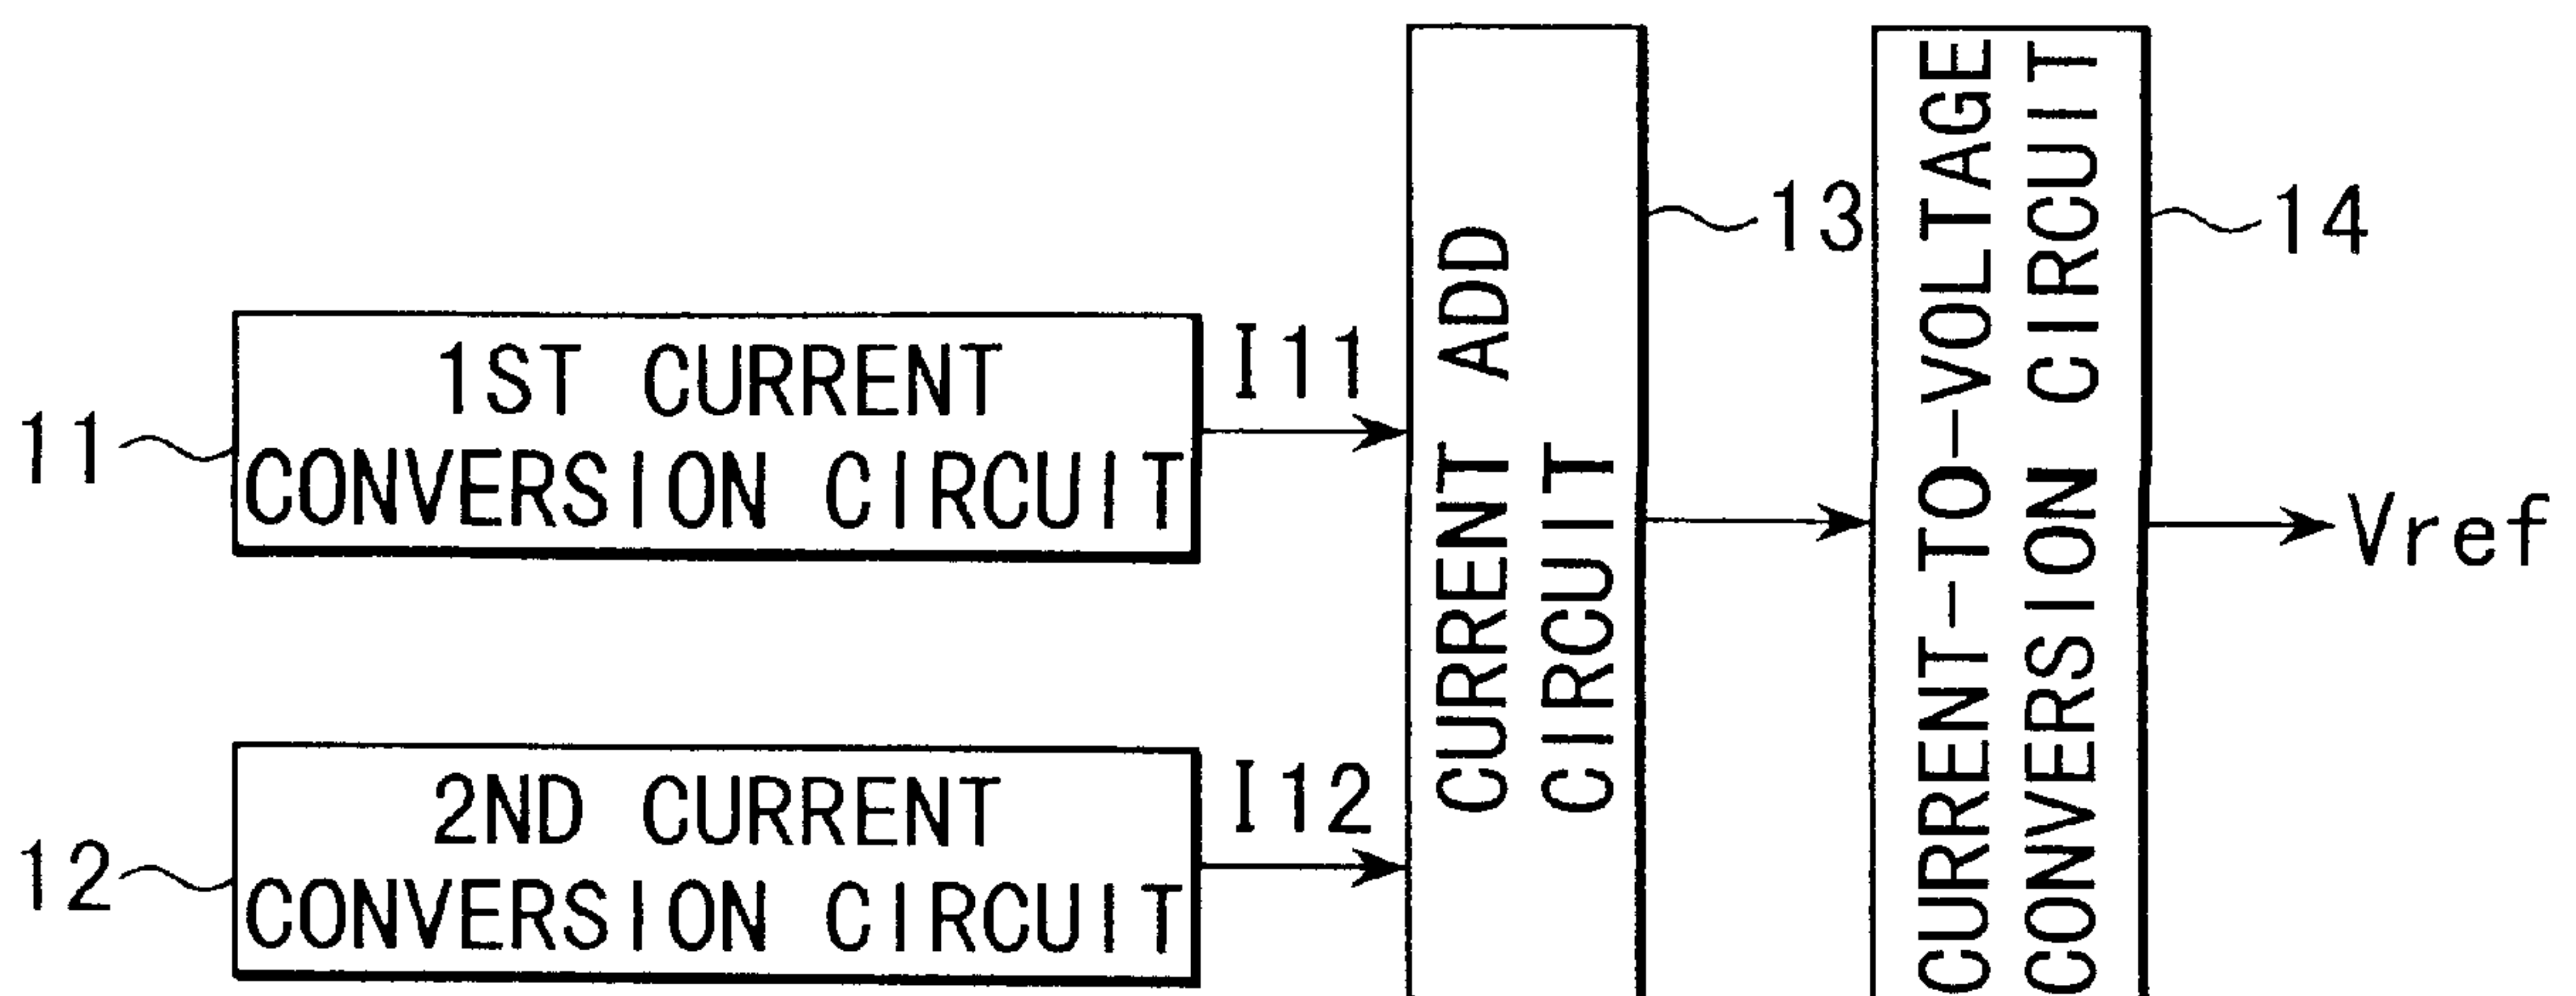 11
1ST CURRENT
CONVERSION CIRCUIT
I11
12
2ND CURRENT
CONVERSION CIRCUIT
I12
CURRENT ADD
CIRCUIT
13
CURRENT-TO-VOLTAGE
CONVERSION CIRCUIT
14
Vref